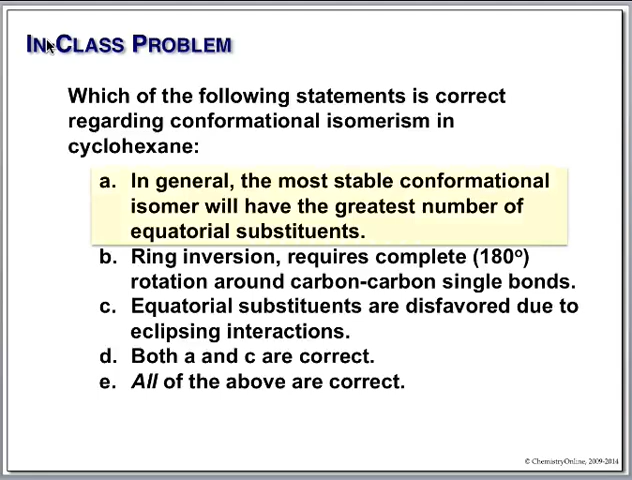 IN-CLASS PROBLEM
Which of the following statements is correct
regarding conformational isomerism in
cyclohexane:
a. In general, the most stable conformational
isomer will have the greatest number of
equatorial substituents.
b. Ring inversion, requires complete (180°)
rotation around carbon-carbon single bonds.
c. Equatorial substituents are disfavored due to
eclipsing interactions.
d. Both a and c are correct.
e. All of the above are correct.
© ChemistryOnline, 2009-2014